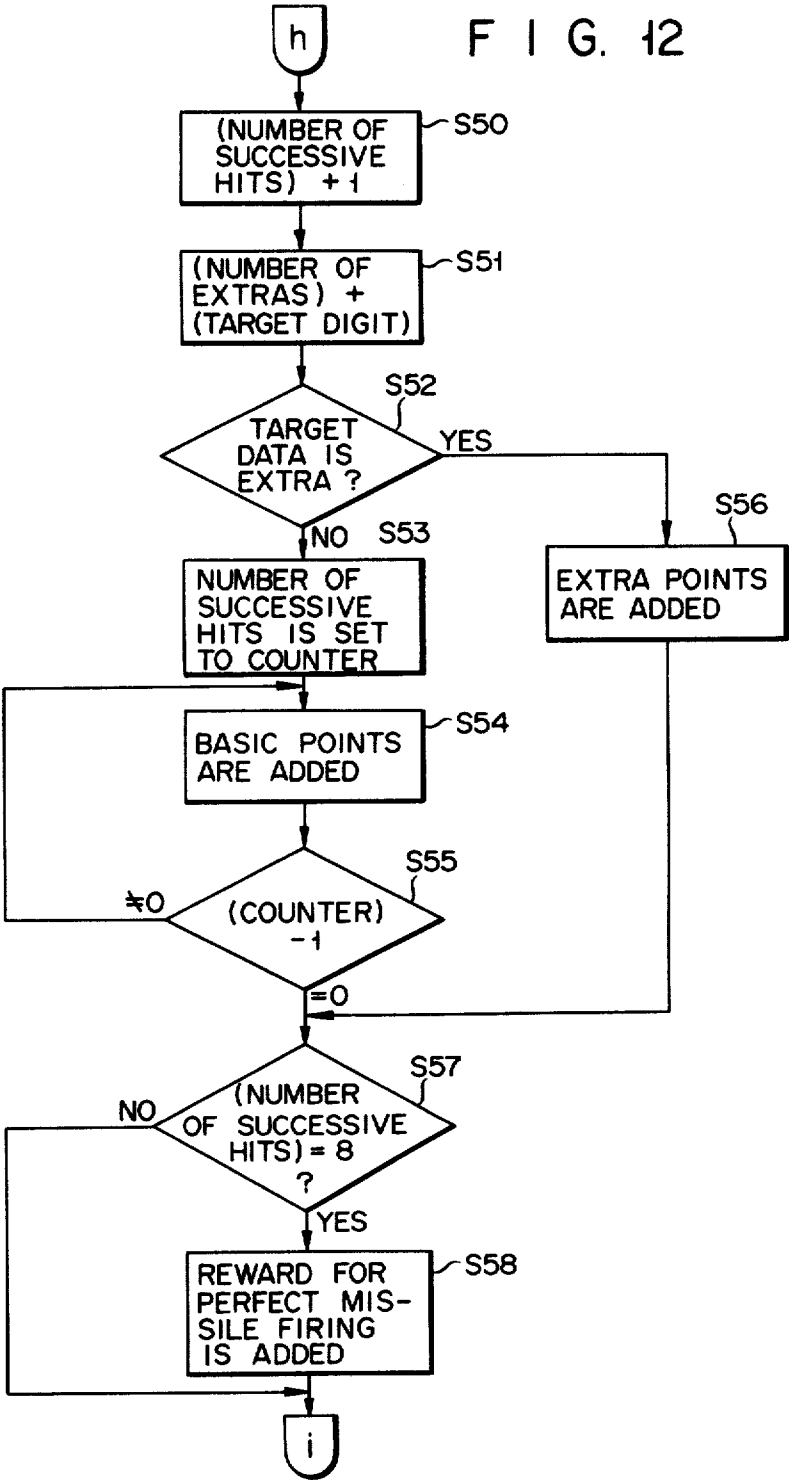 h
F I G. 12
(NUMBER OF
SUCCESSIVE
HITS) +1
S50
(NUMBER OF
EXTRAS) +
(TARGET DIGIT)
S51
S52
TARGET
DATA IS
EXTRA ?
YES
NO
S53
S56
NUMBER OF
SUCCESSIVE
HITS IS SET
TO COUNTER
EXTRA POINTS
ARE ADDED
BASIC POINTS
ARE ADDED
S54
S55
(COUNTER)
-1
≠0
=0
S57
(NUMBER
OF SUCCESSIVE
HITS) = 8
?
NO
YES
REWARD FOR
PERFECT MIS-
SILE FIRING
IS ADDED
S58
i